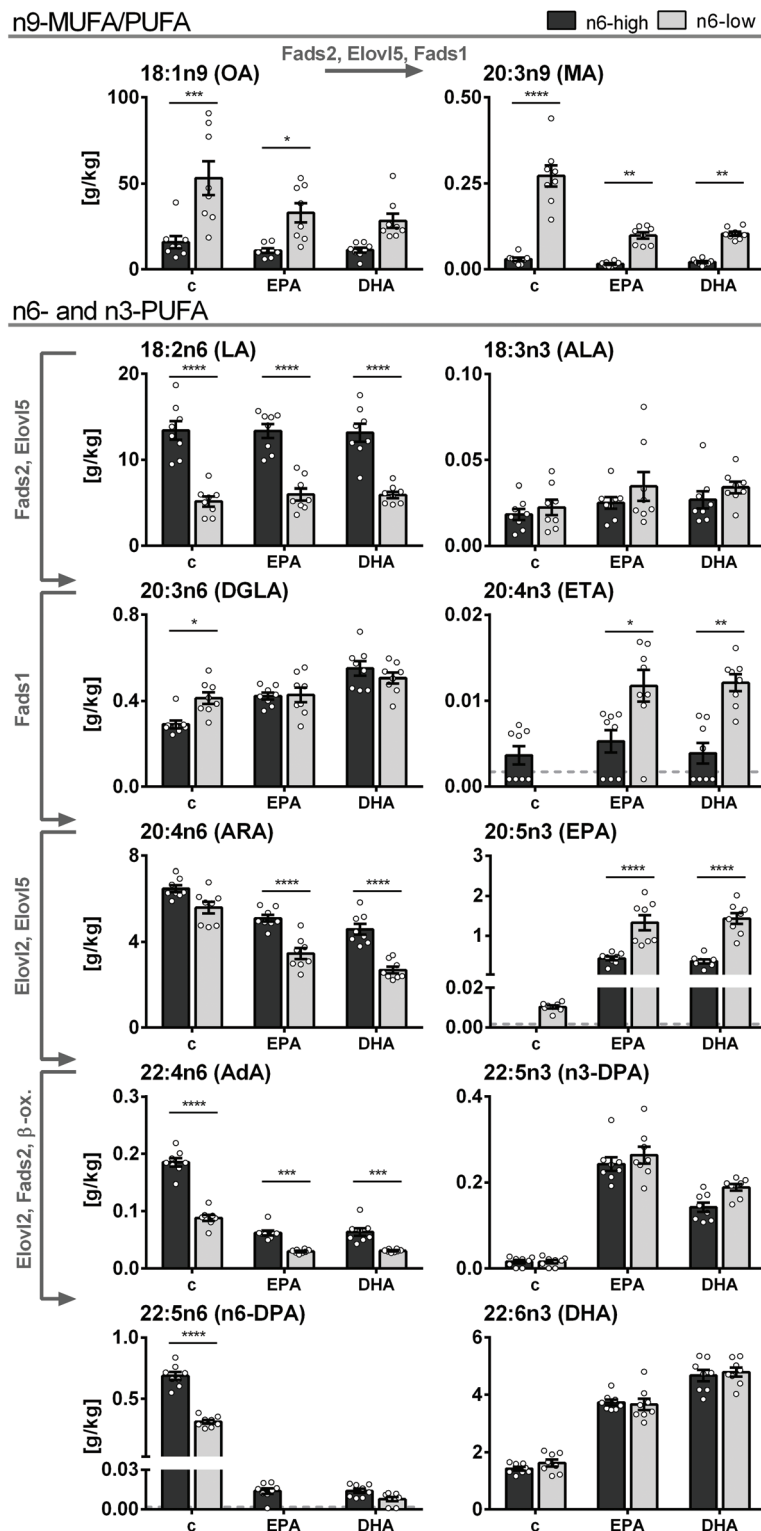 n9-MUFA/PUFA
n6-high n6-low
Fads2, Elovl5, Fads1
18:1n9 (OA)
[g/kg]
100
50
0
***
*
c EPA DHA
20:3n9 (MA)
0.50
0.25
0.00
****
**
**
c EPA DHA
n6- and n3-PUFA
Fads2, Elovl5
18:2n6 (LA)
[g/kg]
20
10
0
****
****
****
c EPA DHA
18:3n3 (ALA)
0.10
0.05
0.00
c EPA DHA
Fads1
20:3n6 (DGLA)
[g/kg]
0.8
0.4
0.0
*
c EPA DHA
20:4n3 (ETA)
0.02
0.01
0.00
*
**
c EPA DHA
Elovl2, Elovl5
20:4n6 (ARA)
[g/kg]
8
4
0
****
****
c EPA DHA
20:5n3 (EPA)
3
2
1
0.02
0.00
****
****
c EPA DHA
Elovl2, Fads2, β-ox.
22:4n6 (AdA)
[g/kg]
0.3
0.2
0.1
0.0
****
***
***
c EPA DHA
22:5n3 (n3-DPA)
0.4
0.2
0.0
c EPA DHA
22:5n6 (n6-DPA)
[g/kg]
1.0
0.5
0.03
0.00
****
c EPA DHA
22:6n3 (DHA)
6
4
2
0
c EPA DHA